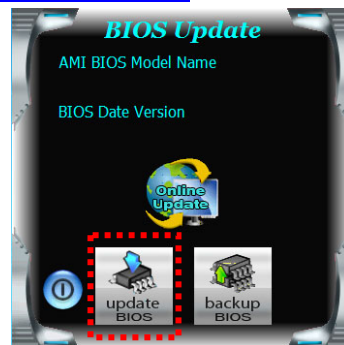 BIOS Update
AMI BIOS Model Name
BIOS Date Version
Online
Update
update
BIOS
backup
BIOS